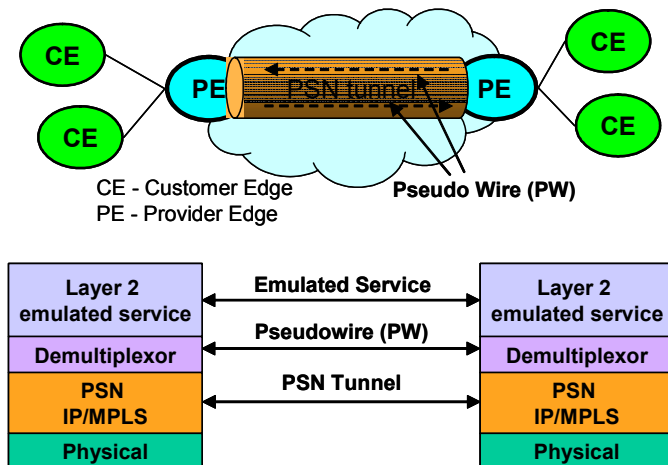 CE
CE
PE
PSN tunnel
PE
CE
CE
CE - Customer Edge
PE - Provider Edge
Pseudo Wire (PW)
Layer 2
emulated service
Demultiplexor
PSN
IP/MPLS
Physical
Emulated Service
Pseudowire (PW)
PSN Tunnel
Layer 2
emulated service
Demultiplexor
PSN
IP/MPLS
Physical